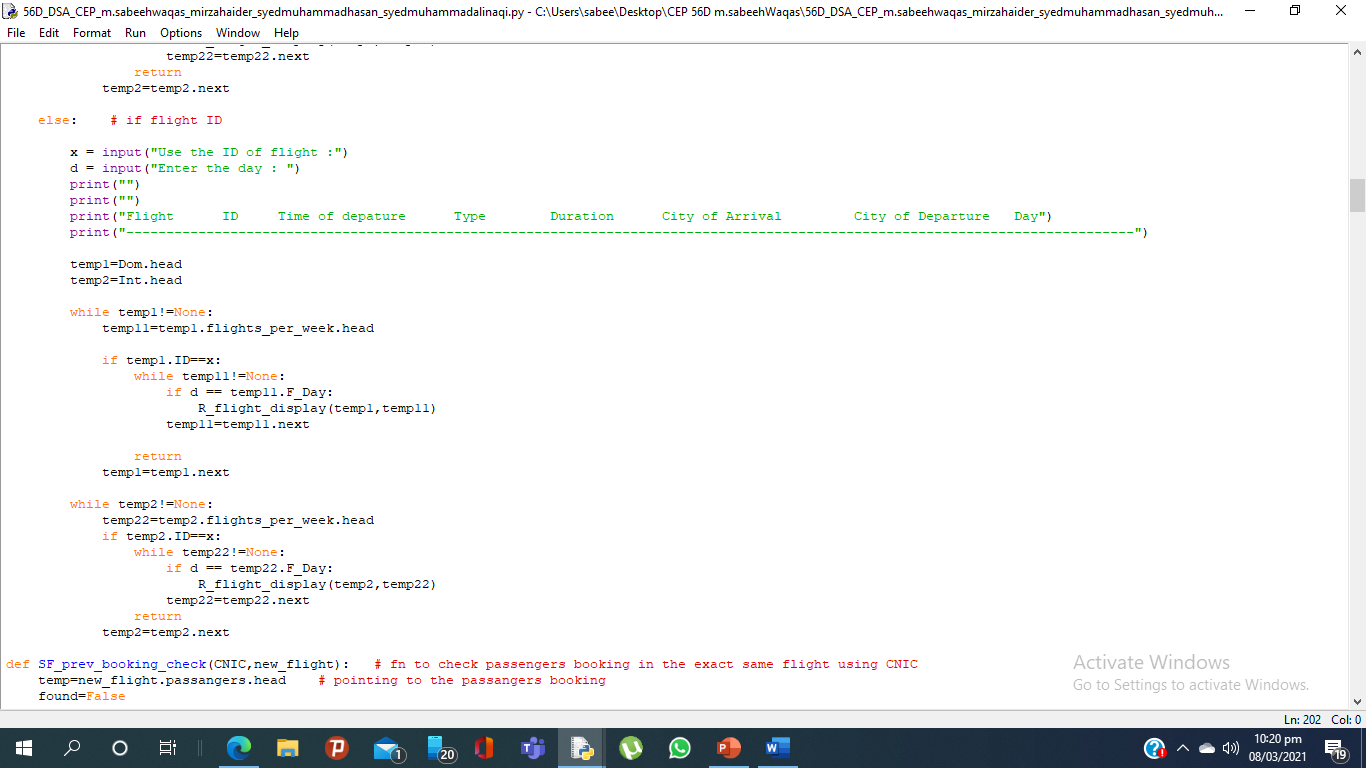 56D_DSA_CEP_m.sabeehwaqas_mirzahaider_syedmuhammadhasan_syedmuhammadalinaqi.py - C:\Users\sabee\Desktop\CEP 56D m.sabeehWaqas\56D_DSA_CEP_m.sabeehwaqas_mirzahaider_syedmuhammadhasan_syedmuh...
File Edit Format Run Options Window Help
                    temp22=temp22.next
                return
            temp2=temp2.next

    else:    # if flight ID

        x = input("Use the ID of flight :")
        d = input("Enter the day : ")
        print("")
        print("")
        print("Flight      ID     Time of depature      Type        Duration      City of Arrival         City of Departure   Day")
        print("------------------------------------------------------------------------------------------------------------------------------")

        temp1=Dom.head
        temp2=Int.head

        while temp1!=None:
            temp11=temp1.flights_per_week.head

            if temp1.ID==x:
                while temp11!=None:
                    if d == temp11.F_Day:
                        R_flight_display(temp1,temp11)
                    temp11=temp11.next

                return
            temp1=temp1.next

        while temp2!=None:
            temp22=temp2.flights_per_week.head
            if temp2.ID==x:
                while temp22!=None:
                    if d == temp22.F_Day:
                        R_flight_display(temp2,temp22)
                    temp22=temp22.next
                return
            temp2=temp2.next

def SF_prev_booking_check(CNIC,new_flight):   # fn to check passengers booking in the exact same flight using CNIC
    temp=new_flight.passangers.head    # pointing to the passangers booking
    found=False
Activate Windows
Go to Settings to activate Windows.
Ln: 202 Col: 0
1
20
10:20 pm
08/03/2021
19